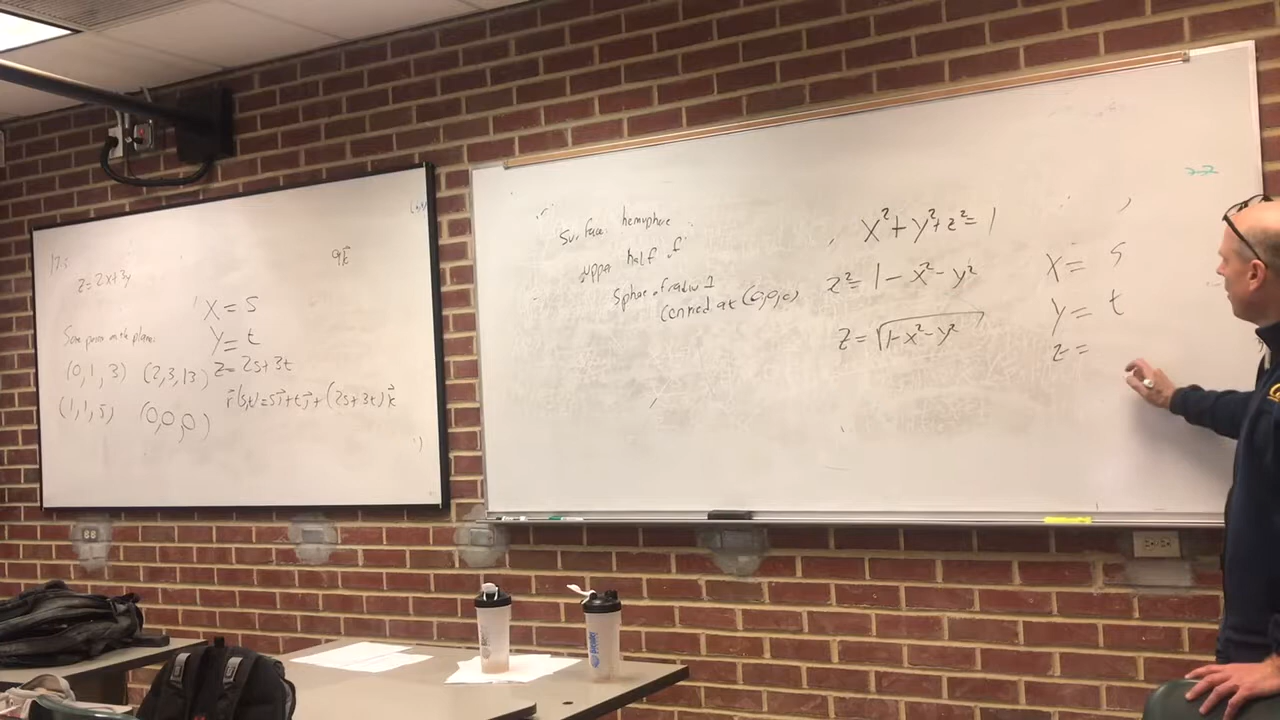 17.5
z = 2x+3y
Some points on the plane:
(0, 1, 3) (2, 3, 13)
(1, 1, 5) (0, 0, 0)
x = s
y = t
z = 2s + 3t
r⃗(s,t) = s i⃗ + t j⃗ + (2s + 3t) k⃗
Surface: hemisphere
upper half of
Sphere of radius 1
centered at (0,0,0)
x² + y² + z² = 1
z² = 1 - x² - y²
z = √(1-x²-y²)
x = s
y = t
z =